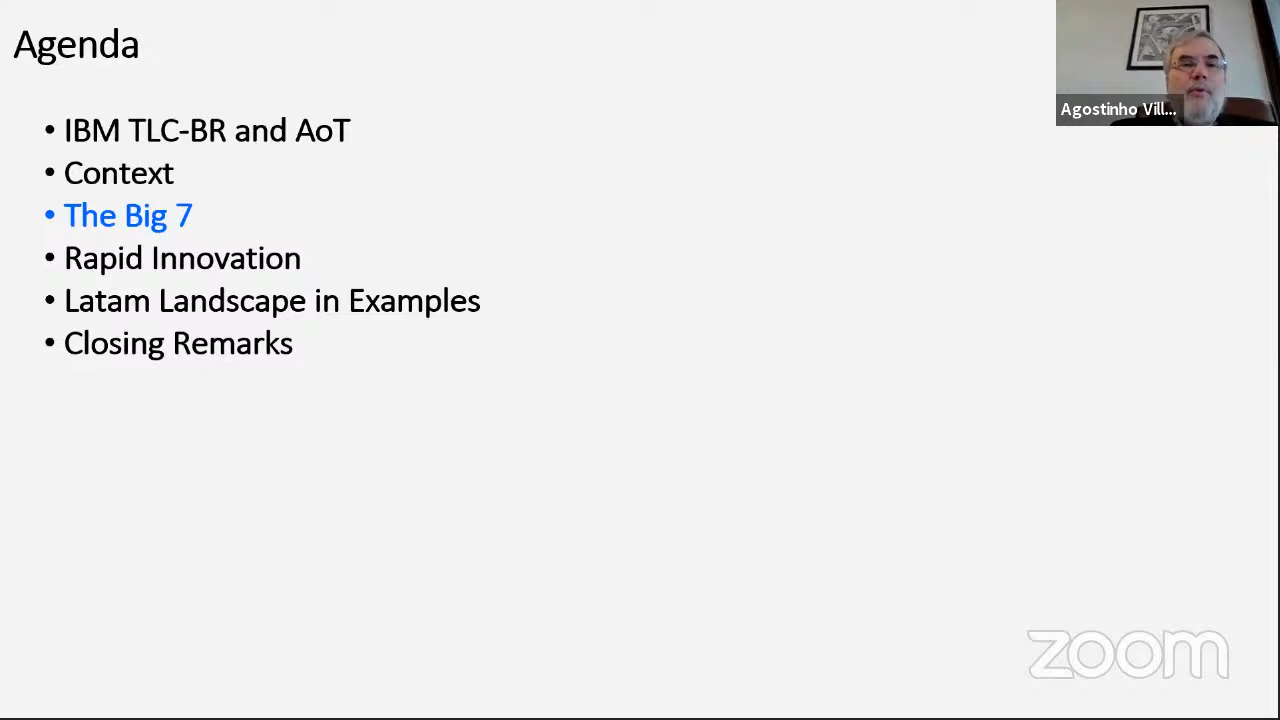 Agenda
• IBM TLC-BR and AoT
• Context
• The Big 7
• Rapid Innovation
• Latam Landscape in Examples
• Closing Remarks
Agostinho Vill...
zoom